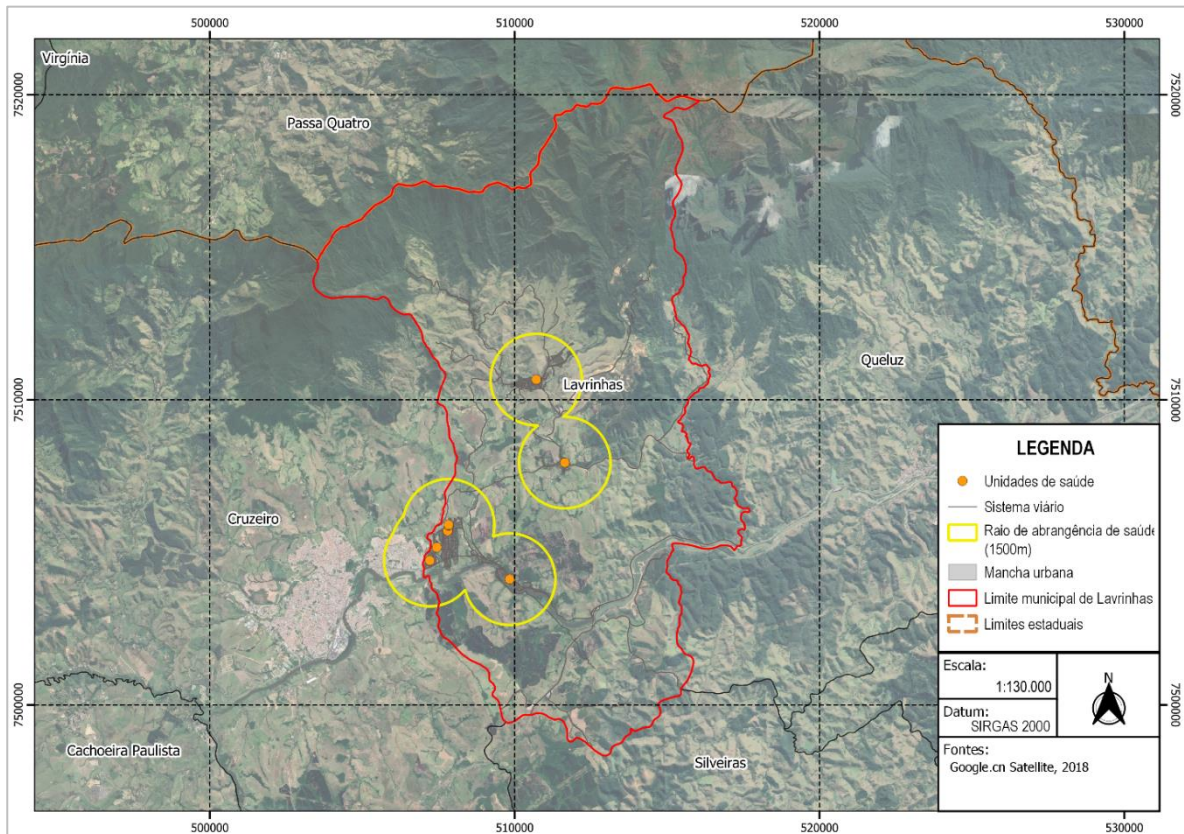 500000
510000
520000
530000
Virgínia
7520000
7520000
Passa Quatro
Queluz
Lavrinhas
7510000
7510000
Cruzeiro
LEGENDA
Unidades de saúde
Sistema viário
Raio de abrangência de saúde
(1500m)
Mancha urbana
Limite municipal de Lavrinhas
Limites estaduais
Escala:
1:130.000
N
Datum:
SIRGAS 2000
Fontes:
Google.cn Satellite, 2018
7500000
7500000
Cachoeira Paulista
Silveiras
500000
510000
520000
530000